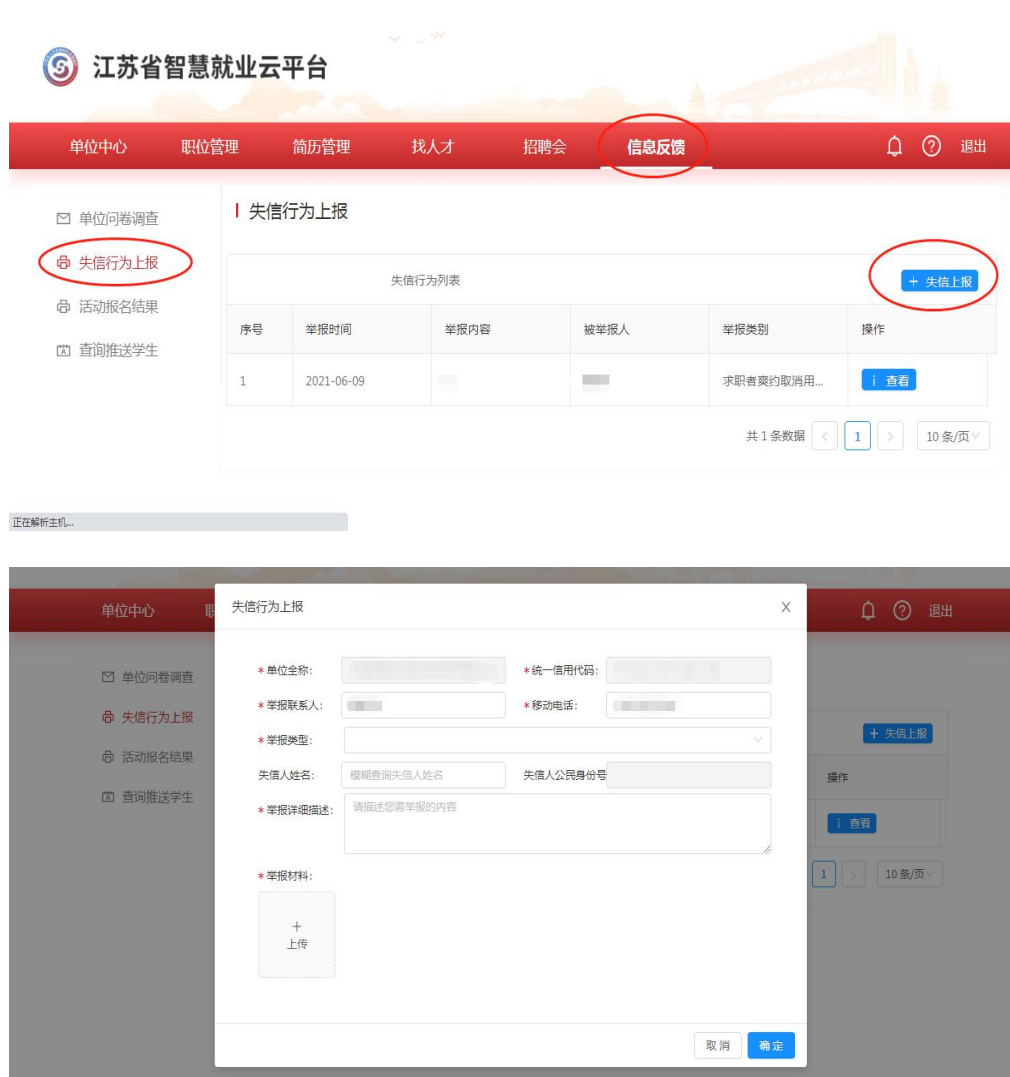 江苏省智慧就业云平台
单位中心 职位管理 简历管理 找人才 招聘会 信息反馈 退出
单位问卷调查
失信行为上报
活动报名结果
查询推送学生
失信行为上报
失信行为列表 + 失信上报
序号 举报时间 举报内容 被举报人 举报类别 操作
1 2021-06-09 求职者爽约取消用... i 查看
共 1 条数据 < 1 > 10 条/页
正在解析主机...
单位中心 职 退出
单位问卷调查
失信行为上报
活动报名结果
查询推送学生
失信行为上报 X
* 单位全称: * 统一信用代码:
* 举报联系人: * 移动电话:
* 举报类型:
失信人姓名: 模糊查询失信人姓名 失信人公民身份号
* 举报详细描述: 请描述您需举报的内容
* 举报材料:
+
上传
取 消 确 定
+ 失信上报
操作
i 查看
1 > 10 条/页